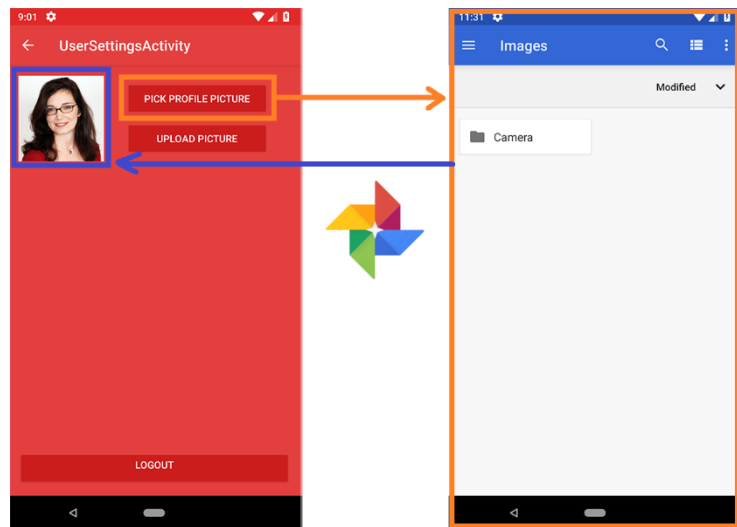 9:01
UserSettingsActivity
PICK PROFILE PICTURE
UPLOAD PICTURE
LOGOUT
11:31
Images
Modified
Camera